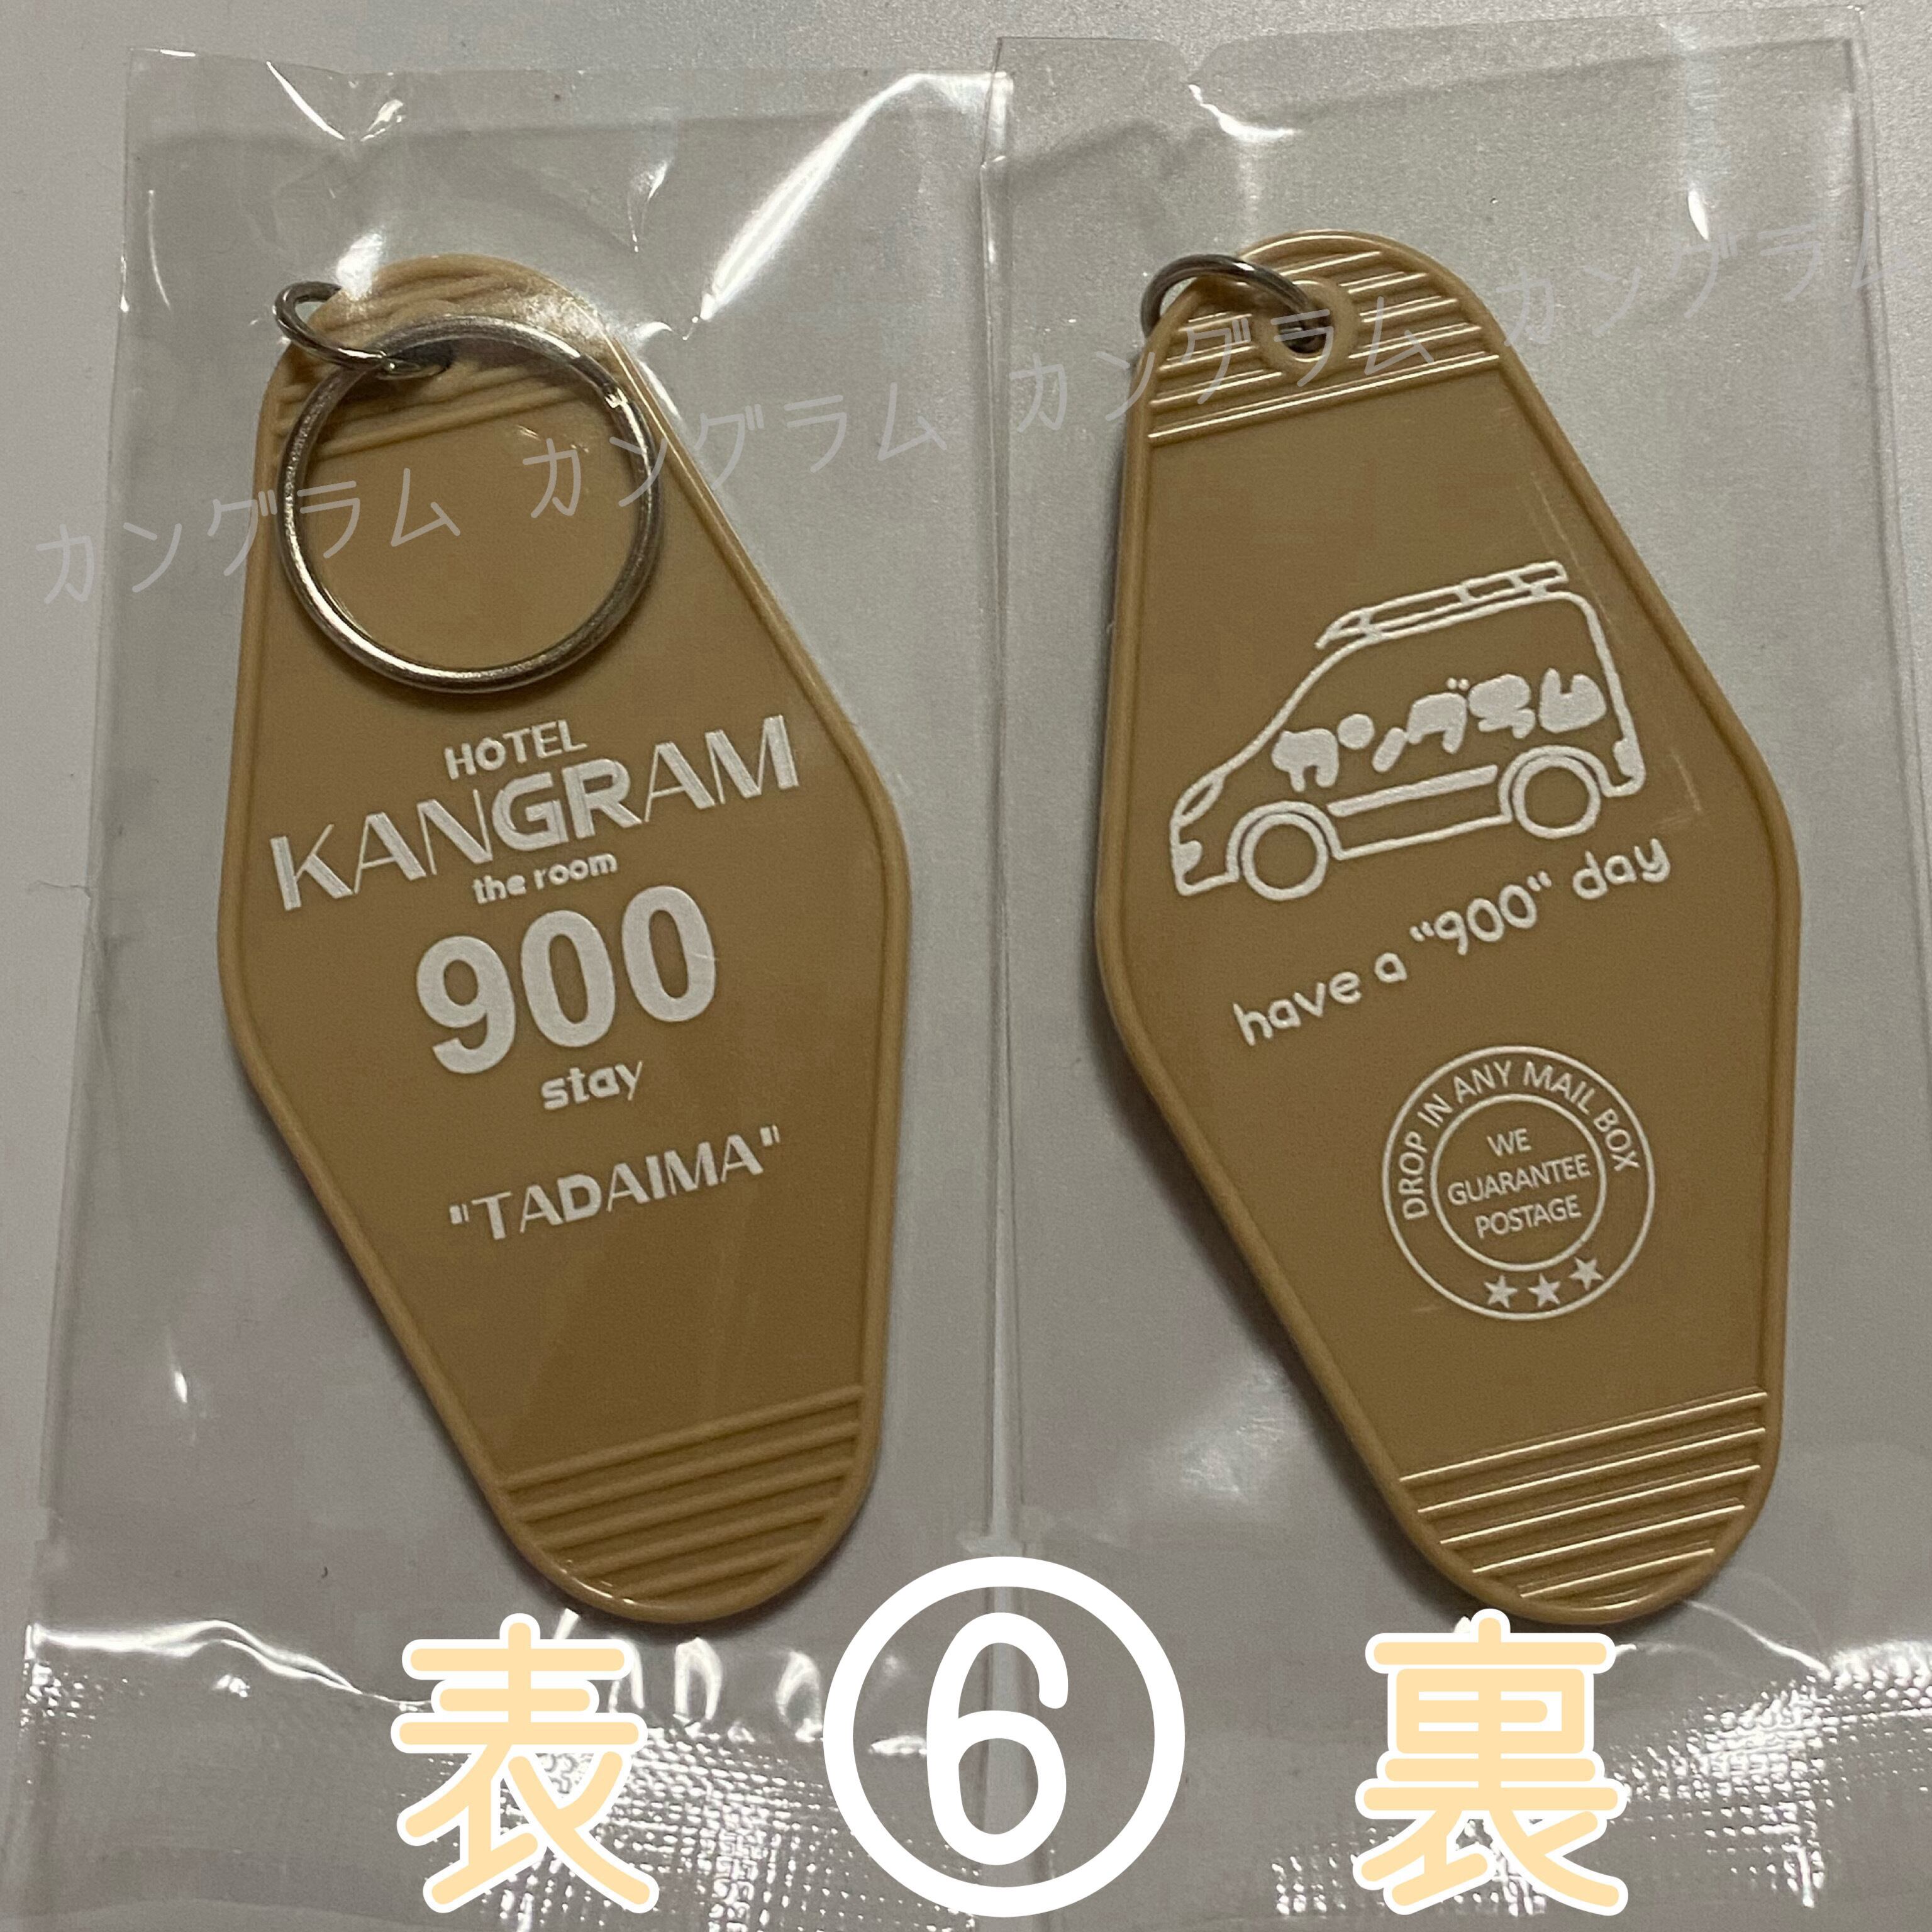 カングラム カングラム カングラム カングラム
HOTEL
KANGRAM
the room
900
stay
"TADAIMA"
カングラム
have a "900" day
DROP IN ANY MAIL BOX
WE
GUARANTEE
POSTAGE
表 ⑥ 裏